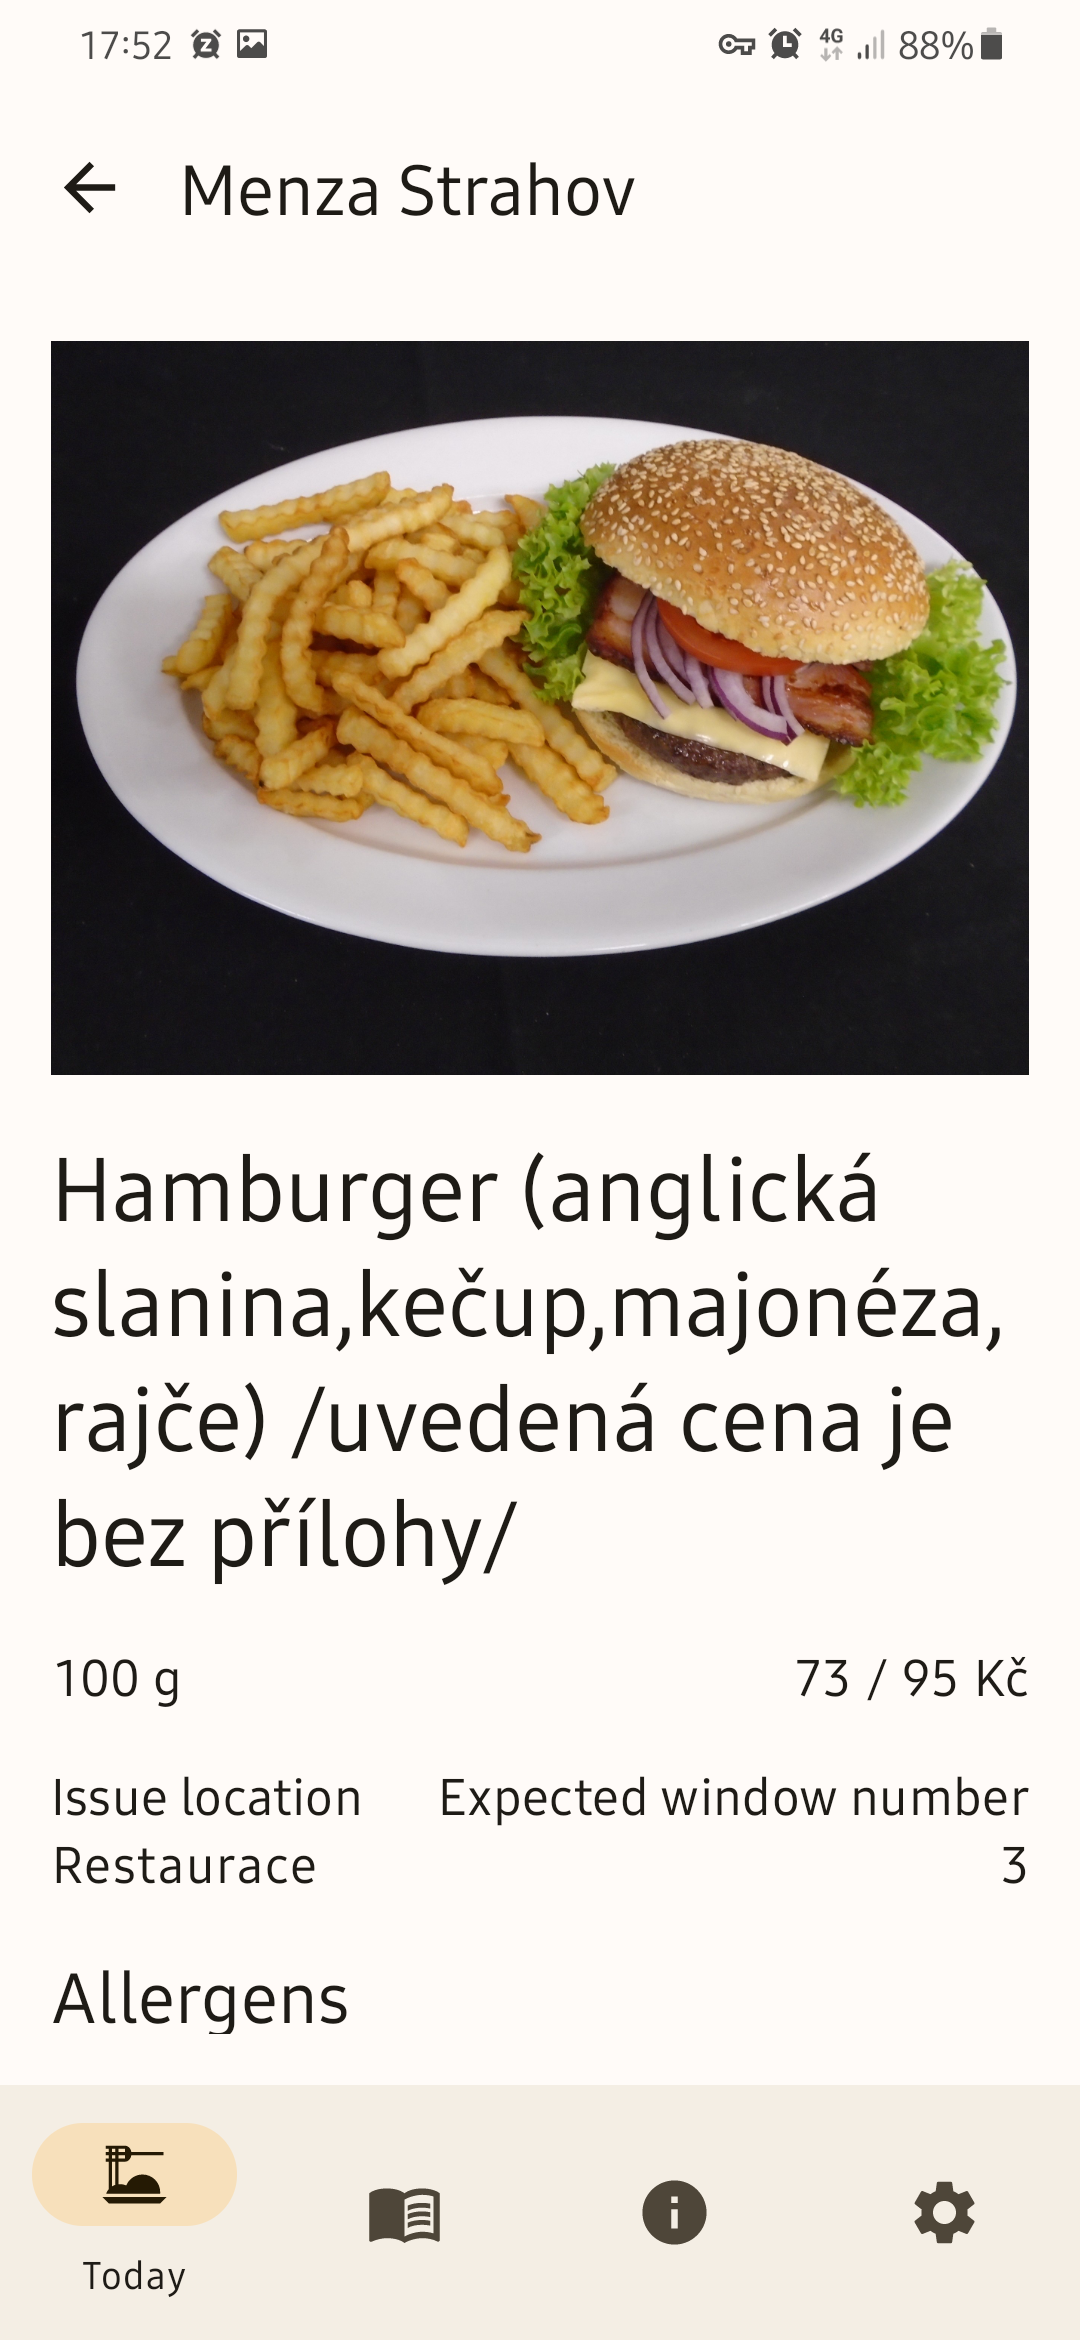 17:52
4G 88%
Menza Strahov
Hamburger (anglická
slanina,kečup,majonéza,
rajče) /uvedená cena je
bez přílohy/
100 g 73 / 95 Kč
Issue location Expected window number
Restaurace 3
Allergens
Today